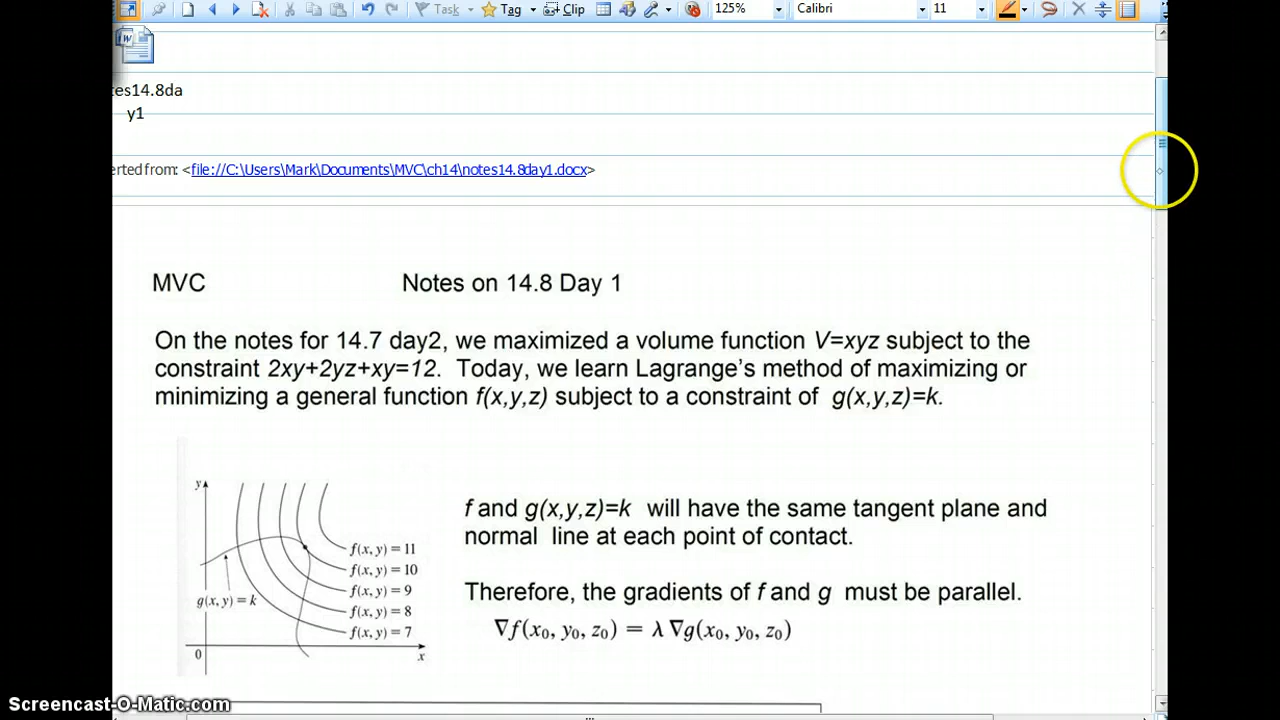 Task Tag Clip 125% Calibri 11
tes14.8da
y1
erted from: <file://C:\Users\Mark\Documents\MVC\ch14\notes14.8day1.docx>
MVC Notes on 14.8 Day 1
On the notes for 14.7 day2, we maximized a volume function V=xyz subject to the
constraint 2xy+2yz+xy=12. Today, we learn Lagrange's method of maximizing or
minimizing a general function f(x,y,z) subject to a constraint of g(x,y,z)=k.
y
f(x, y) = 11
f(x, y) = 10
f(x, y) = 9
g(x, y) = k
f(x, y) = 8
f(x, y) = 7
0
x
f and g(x,y,z)=k will have the same tangent plane and
normal line at each point of contact.
Therefore, the gradients of f and g must be parallel.
∇f(x₀, y₀, z₀) = λ ∇g(x₀, y₀, z₀)
Screencast-O-Matic.com